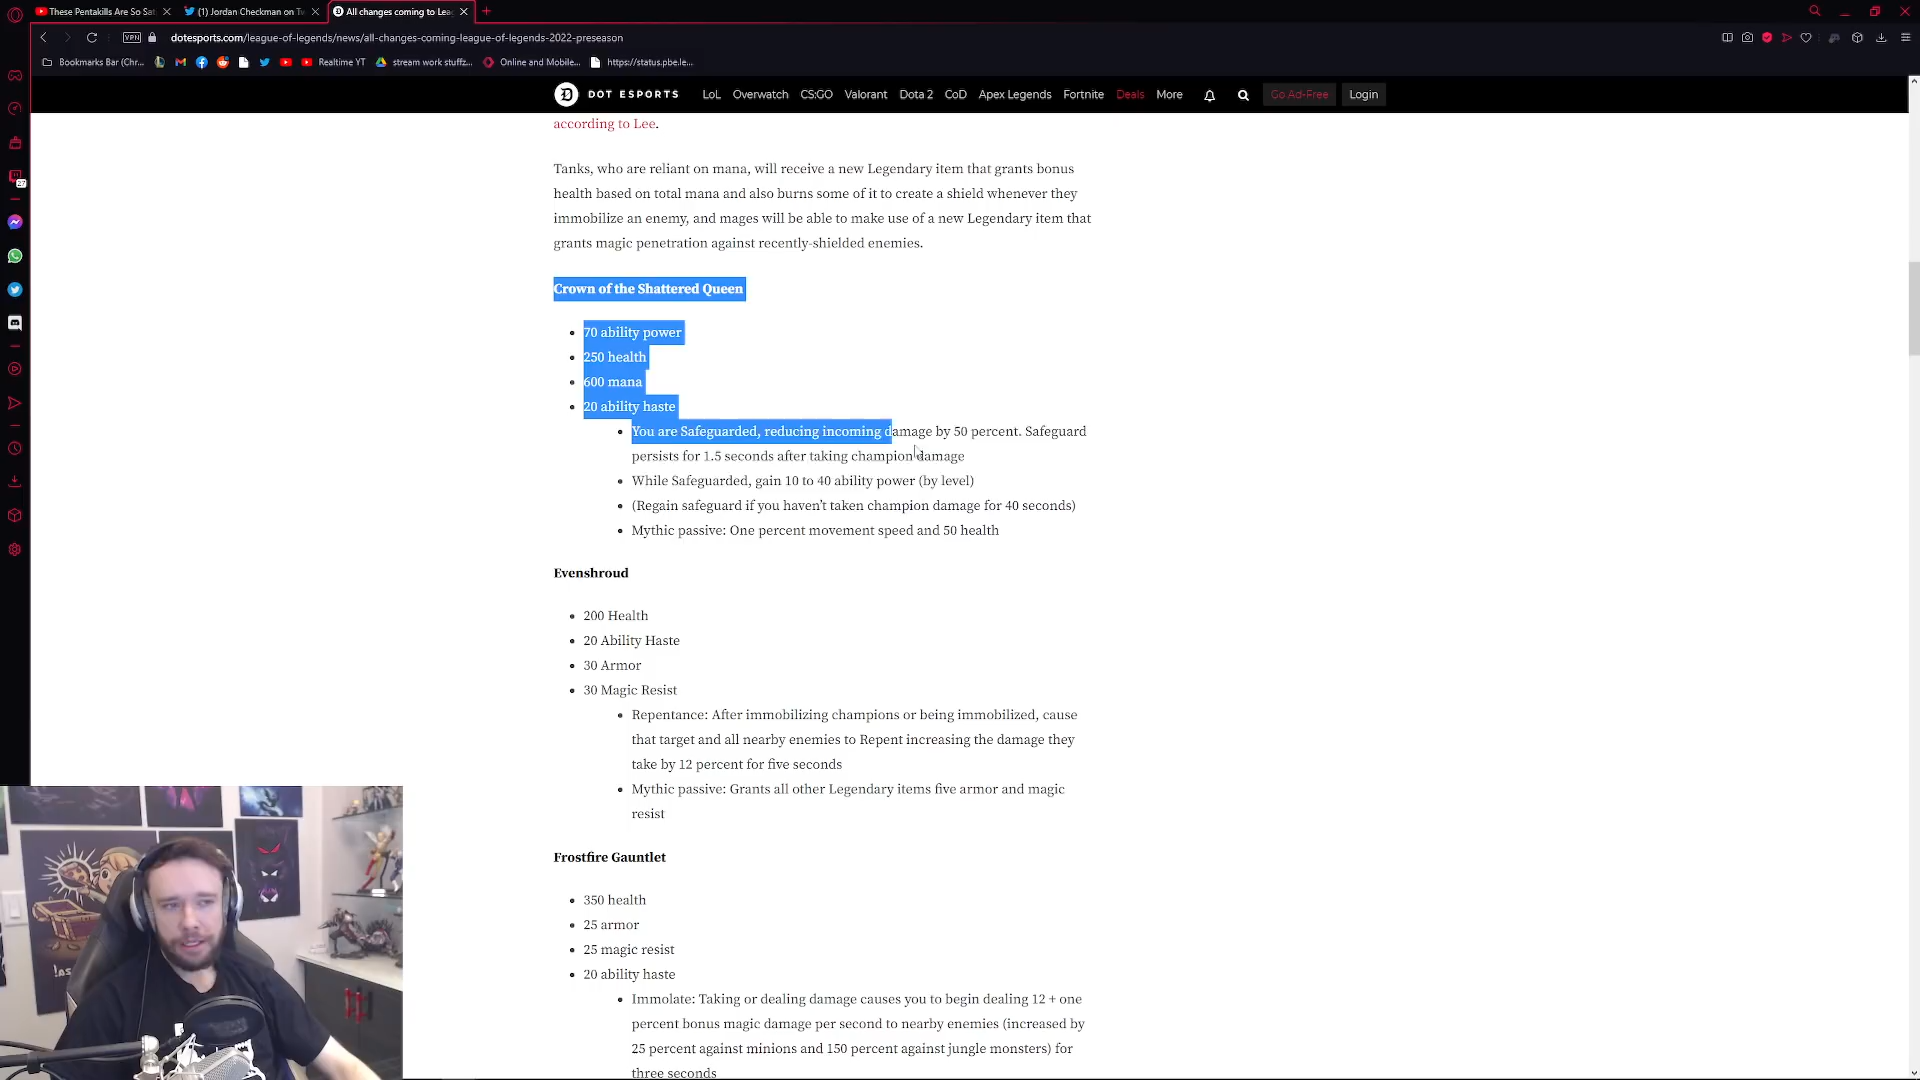 These Pentakills Are So Sat
(1) Jordan Checkman on Tw
All changes coming to Lea
VPN
dotesports.com/league-of-legends/news/all-changes-coming-league-of-legends-2022-preseason
Bookmarks Bar (Chr...
Realtime YT
stream work stuffz...
Online and Mobile...
https://status.pbe.le...
DOT ESPORTS
LoL
Overwatch
CS:GO
Valorant
Dota 2
CoD
Apex Legends
Fortnite
Deals
More
Go Ad-Free
Login
27
according to Lee.
Tanks, who are reliant on mana, will receive a new Legendary item that grants bonus
health based on total mana and also burns some of it to create a shield whenever they
immobilize an enemy, and mages will be able to make use of a new Legendary item that
grants magic penetration against recently-shielded enemies.
Crown of the Shattered Queen
70 ability power
250 health
600 mana
20 ability haste
You are Safeguarded, reducing incoming damage by 50 percent. Safeguard
persists for 1.5 seconds after taking champion damage
While Safeguarded, gain 10 to 40 ability power (by level)
(Regain safeguard if you haven’t taken champion damage for 40 seconds)
Mythic passive: One percent movement speed and 50 health
Evenshroud
200 Health
20 Ability Haste
30 Armor
30 Magic Resist
Repentance: After immobilizing champions or being immobilized, cause
that target and all nearby enemies to Repent increasing the damage they
take by 12 percent for five seconds
Mythic passive: Grants all other Legendary items five armor and magic
resist
Frostfire Gauntlet
350 health
25 armor
25 magic resist
20 ability haste
Immolate: Taking or dealing damage causes you to begin dealing 12 + one
percent bonus magic damage per second to nearby enemies (increased by
25 percent against minions and 150 percent against jungle monsters) for
three seconds